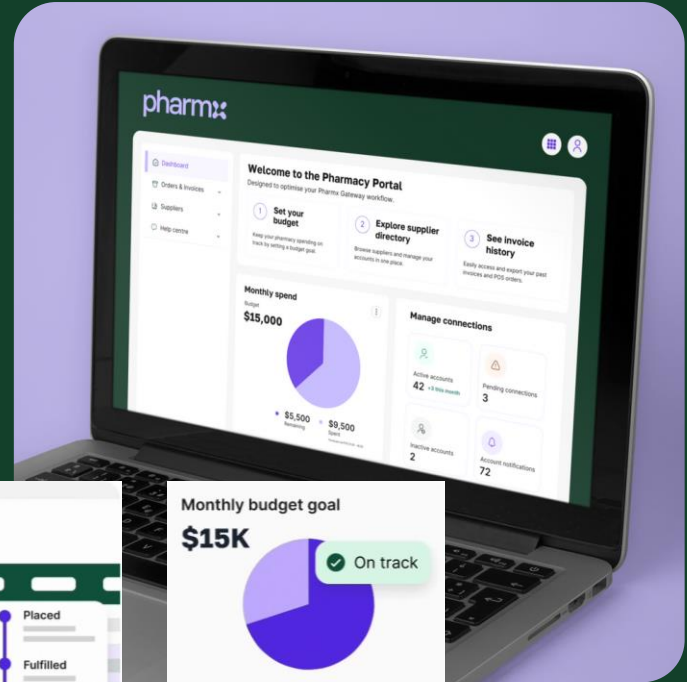 pharmx
Dashboard
Orders & Invoices
Suppliers
Help centre
Welcome to the Pharmacy Portal
Designed to optimise your Pharmx Gateway workflow.
1
Set your
budget
Keep your pharmacy spending on
track by setting a budget goal.
2
Explore supplier
directory
Browse suppliers and manage your
accounts in one place.
3
See invoice
history
Easily access and export your past
invoices and POS orders.
Monthly spend
Budget
$15,000
$5,500
Remaining
$9,500
Spent
Manage connections
Active accounts
42 +3 this month
Pending connections
3
Inactive accounts
2
Account notifications
72
Placed
Fulfilled
Monthly budget goal
$15K
On track